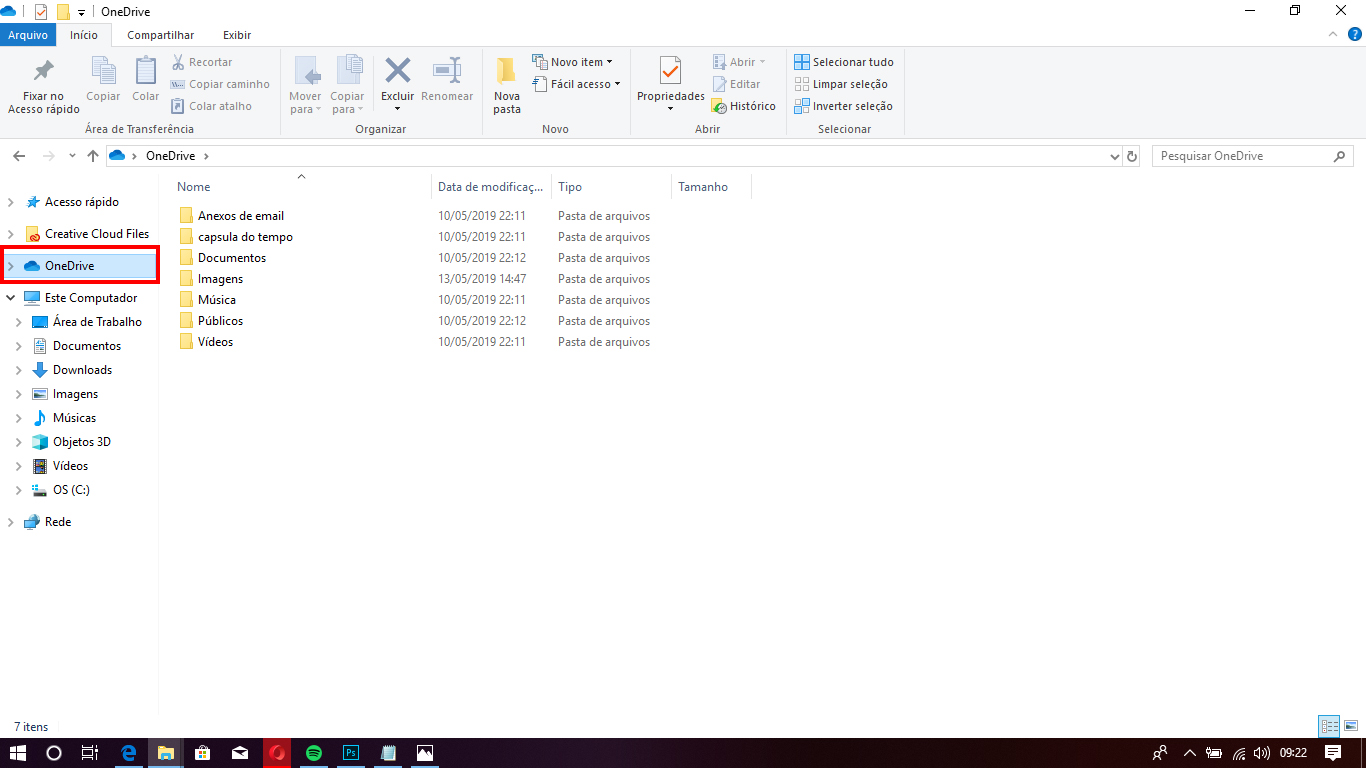 OneDrive
Arquivo Início Compartilhar Exibir
Fixar no
Acesso rápido
Copiar
Colar
Recortar
Copiar caminho
Colar atalho
Área de Transferência
Mover
para
Copiar
para
Excluir
Renomear
Organizar
Nova
pasta
Novo item
Fácil acesso
Novo
Propriedades
Abrir
Editar
Histórico
Abrir
Selecionar tudo
Limpar seleção
Inverter seleção
Selecionar
OneDrive
Pesquisar OneDrive
Acesso rápido
Creative Cloud Files
OneDrive
Este Computador
Área de Trabalho
Documentos
Downloads
Imagens
Músicas
Objetos 3D
Vídeos
OS (C:)
Rede
Nome Data de modificaç... Tipo Tamanho
Anexos de email 10/05/2019 22:11 Pasta de arquivos
capsula do tempo 10/05/2019 22:11 Pasta de arquivos
Documentos 10/05/2019 22:12 Pasta de arquivos
Imagens 13/05/2019 14:47 Pasta de arquivos
Música 10/05/2019 22:11 Pasta de arquivos
Públicos 10/05/2019 22:12 Pasta de arquivos
Vídeos 10/05/2019 22:11 Pasta de arquivos
7 itens
Ps
09:22